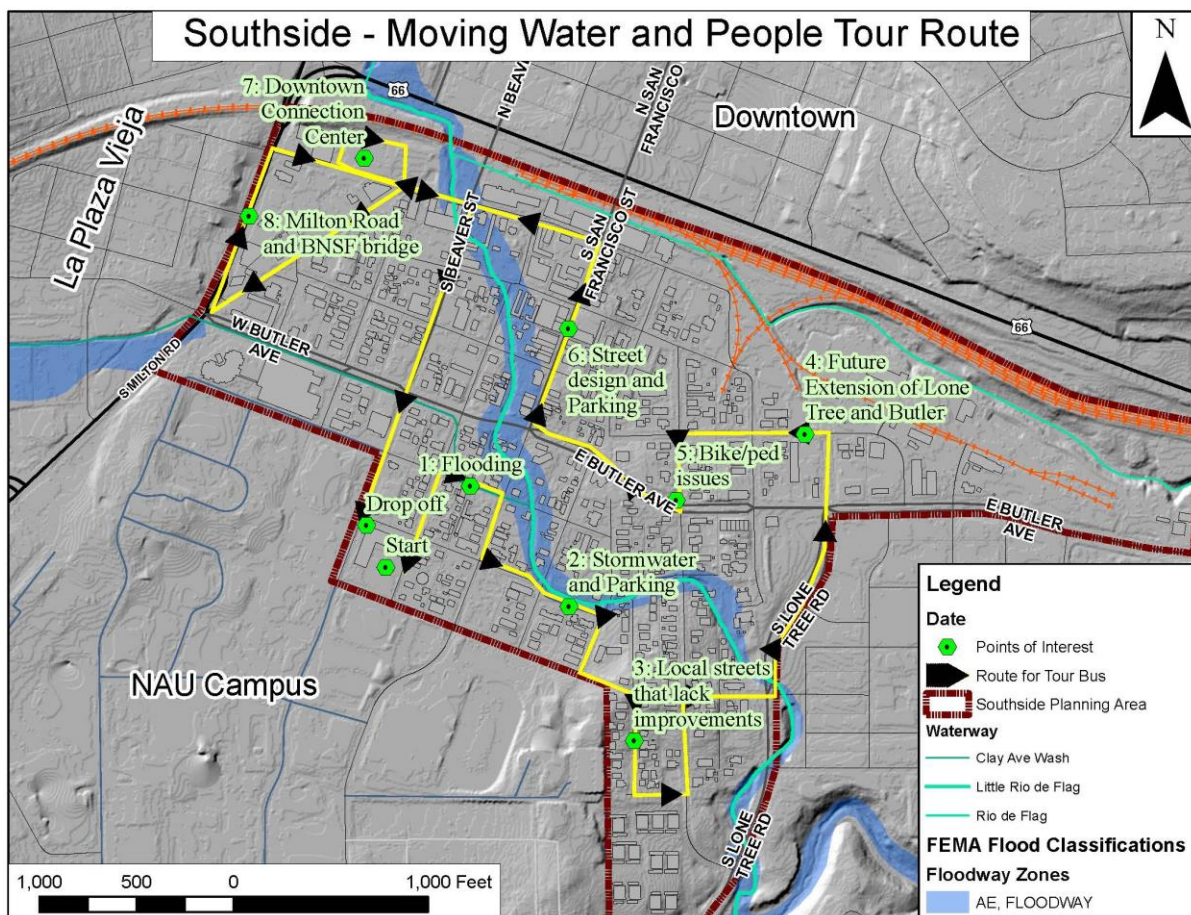 Southside - Moving Water and People Tour Route
N
7: Downtown
Connection
Center
66
N BEAVER
N SAN
FRANCISCO ST
Downtown
La Plaza Vieja
8: Milton Road
and BNSF bridge
S BEAVER ST
S SAN
FRANCISCO ST
66
S MILTON RD
W BUTLER
AVE
6: Street
design and
Parking
4: Future
Extension of Lone
Tree and Butler
1: Flooding
5: Bike/ped
issues
E BUTLER AVE
E BUTLER
AVE
Drop off
Start
2: Stormwater
and Parking
S LONE
TREE RD
3: Local streets
that lack
improvements
NAU Campus
S LONE
TREE RD
Legend
Date
Points of Interest
Route for Tour Bus
Southside Planning Area
Waterway
Clay Ave Wash
Little Rio de Flag
Rio de Flag
FEMA Flood Classifications
Floodway Zones
AE, FLOODWAY
1,000 500 0 1,000 Feet